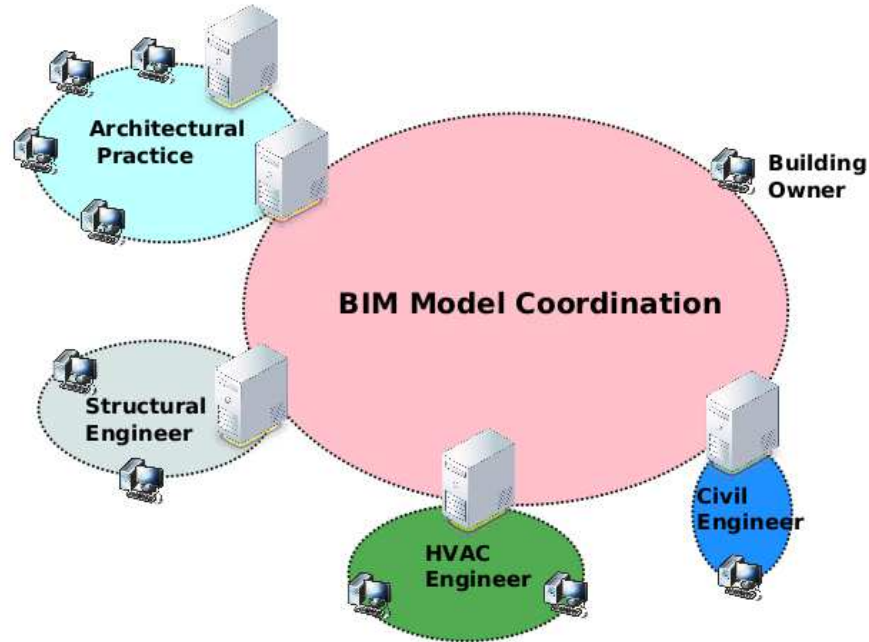 Architectural
Practice
Building
Owner
BIM Model Coordination
Structural
Engineer
Civil
Engineer
HVAC
Engineer